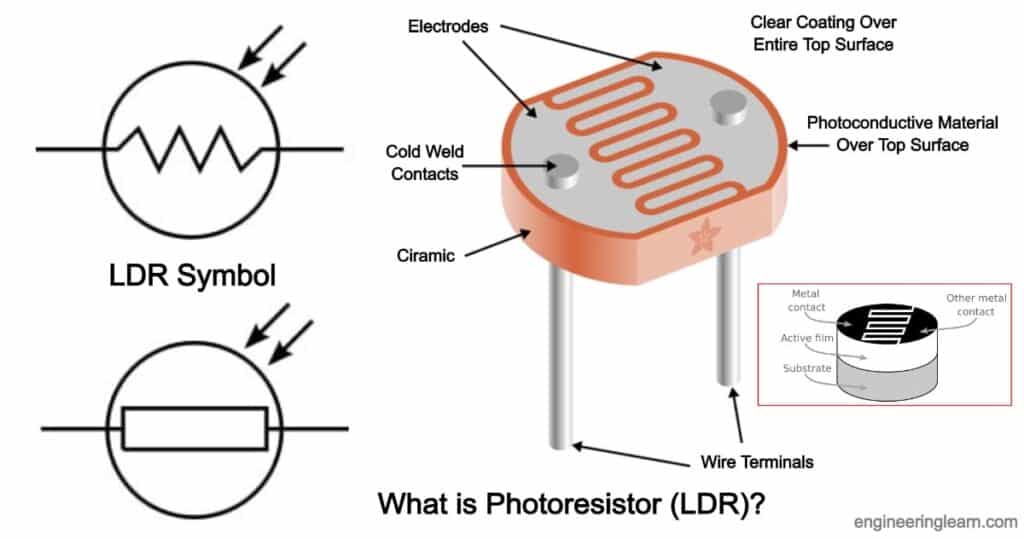 Electrodes
Clear Coating Over
Entire Top Surface
Photoconductive Material
Over Top Surface
Cold Weld
Contacts
Ciramic
LDR Symbol
Metal
contact
Other metal
contact
Active film
Substrate
Wire Terminals
What is Photoresistor (LDR)?
engineeringlearn.com